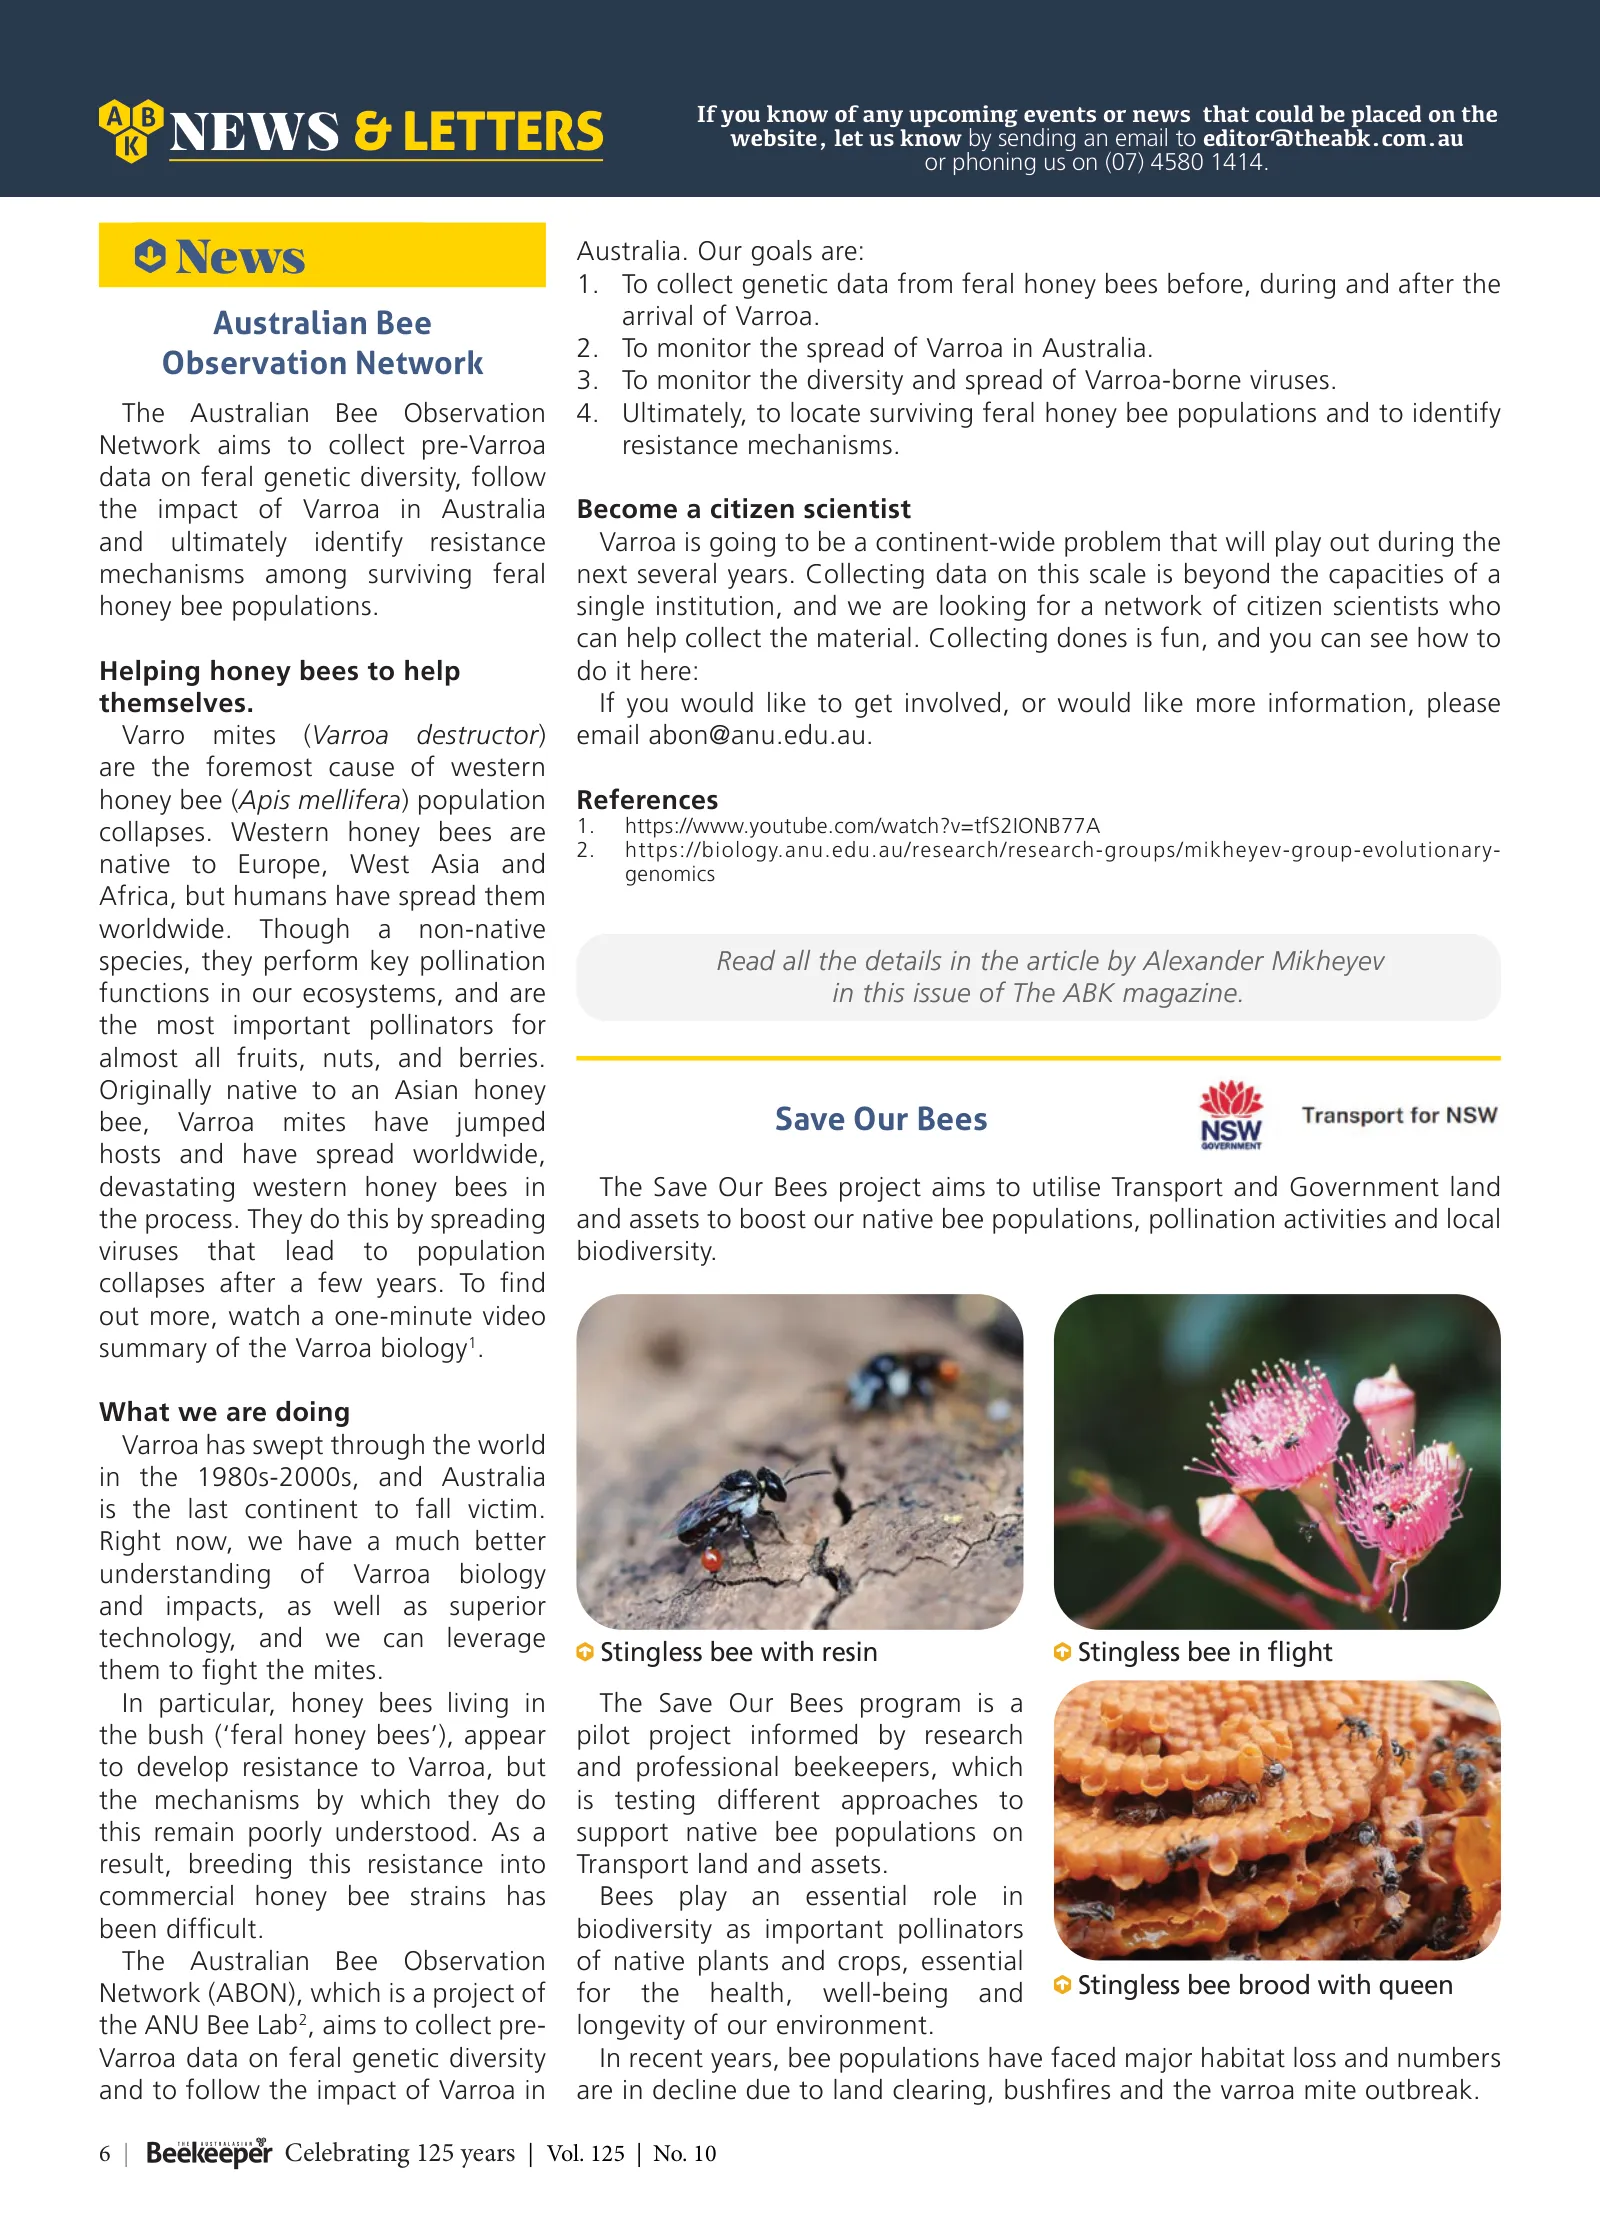 A B K NEWS & LETTERS
If you know of any upcoming events or news that could be placed on the
website, let us know by sending an email to editor@theabk.com.au
or phoning us on (07) 4580 1414.
News
Australian Bee
Observation Network
The Australian Bee Observation
Network aims to collect pre-Varroa
data on feral genetic diversity, follow
the impact of Varroa in Australia
and ultimately identify resistance
mechanisms among surviving feral
honey bee populations.
Helping honey bees to help
themselves.
Varro mites (Varroa destructor)
are the foremost cause of western
honey bee (Apis mellifera) population
collapses. Western honey bees are
native to Europe, West Asia and
Africa, but humans have spread them
worldwide. Though a non-native
species, they perform key pollination
functions in our ecosystems, and are
the most important pollinators for
almost all fruits, nuts, and berries.
Originally native to an Asian honey
bee, Varroa mites have jumped
hosts and have spread worldwide,
devastating western honey bees in
the process. They do this by spreading
viruses that lead to population
collapses after a few years. To find
out more, watch a one-minute video
summary of the Varroa biology¹.
What we are doing
Varroa has swept through the world
in the 1980s-2000s, and Australia
is the last continent to fall victim.
Right now, we have a much better
understanding of Varroa biology
and impacts, as well as superior
technology, and we can leverage
them to fight the mites.
In particular, honey bees living in
the bush (‘feral honey bees’), appear
to develop resistance to Varroa, but
the mechanisms by which they do
this remain poorly understood. As a
result, breeding this resistance into
commercial honey bee strains has
been difficult.
The Australian Bee Observation
Network (ABON), which is a project of
the ANU Bee Lab², aims to collect pre-
Varroa data on feral genetic diversity
and to follow the impact of Varroa in
Australia. Our goals are:
1. To collect genetic data from feral honey bees before, during and after the
arrival of Varroa.
2. To monitor the spread of Varroa in Australia.
3. To monitor the diversity and spread of Varroa-borne viruses.
4. Ultimately, to locate surviving feral honey bee populations and to identify
resistance mechanisms.
Become a citizen scientist
Varroa is going to be a continent-wide problem that will play out during the
next several years. Collecting data on this scale is beyond the capacities of a
single institution, and we are looking for a network of citizen scientists who
can help collect the material. Collecting dones is fun, and you can see how to
do it here:
If you would like to get involved, or would like more information, please
email abon@anu.edu.au.
References
1. https://www.youtube.com/watch?v=tfS2IONB77A
2. https://biology.anu.edu.au/research/research-groups/mikheyev-group-evolutionary-
genomics
Read all the details in the article by Alexander Mikheyev
in this issue of The ABK magazine.
Save Our Bees
NSW
GOVERNMENT
Transport for NSW
The Save Our Bees project aims to utilise Transport and Government land
and assets to boost our native bee populations, pollination activities and local
biodiversity.
Stingless bee with resin
Stingless bee in flight
The Save Our Bees program is a
pilot project informed by research
and professional beekeepers, which
is testing different approaches to
support native bee populations on
Transport land and assets.
Bees play an essential role in
biodiversity as important pollinators
of native plants and crops, essential
for the health, well-being and
longevity of our environment.
Stingless bee brood with queen
In recent years, bee populations have faced major habitat loss and numbers
are in decline due to land clearing, bushfires and the varroa mite outbreak.
6 | THE AUSTRALASIAN Beekeeper Celebrating 125 years | Vol. 125 | No. 10